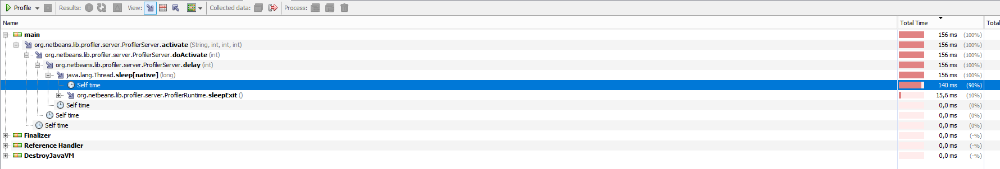 Profile Results: View: Collected data: Process:
Name Total Time Total
main 156 ms (100%)
org.netbeans.lib.profiler.server.ProfilerServer.activate (String, int, int, int) 156 ms (100%)
org.netbeans.lib.profiler.server.ProfilerServer.doActivate (int) 156 ms (100%)
org.netbeans.lib.profiler.server.ProfilerServer.delay (int) 156 ms (100%)
java.lang.Thread.sleep[native] (long) 156 ms (100%)
Self time 140 ms (90%)
org.netbeans.lib.profiler.server.ProfilerRuntime.sleepExit () 15,6 ms (10%)
Self time 0,0 ms (0%)
Self time 0,0 ms (0%)
Self time 0,0 ms (0%)
Finalizer 0,0 ms (-%)
Reference Handler 0,0 ms (-%)
DestroyJavaVM 0,0 ms (-%)